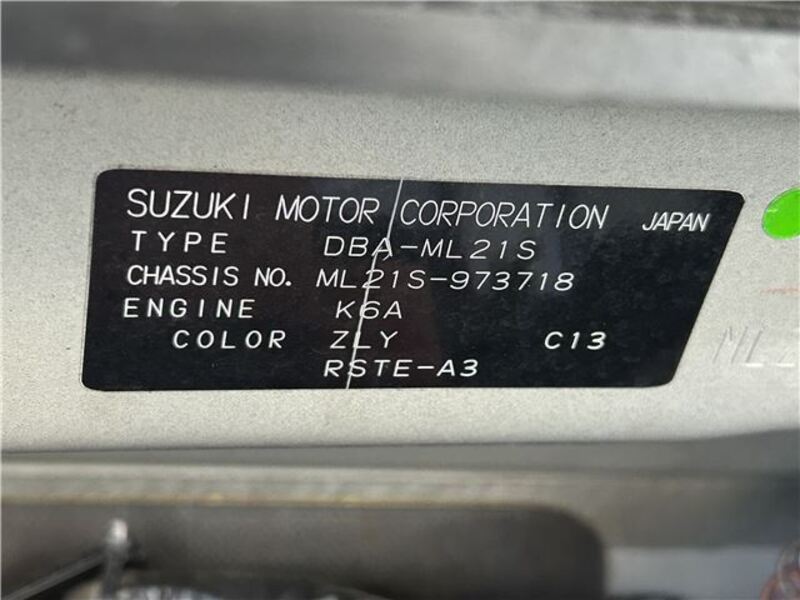 SUZUKI MOTOR CORPORATION JAPAN
TYPE DBA-ML21S
CHASSIS NO. ML21S-973718
ENGINE K6A
COLOR ZLY C13
RSTE-A3